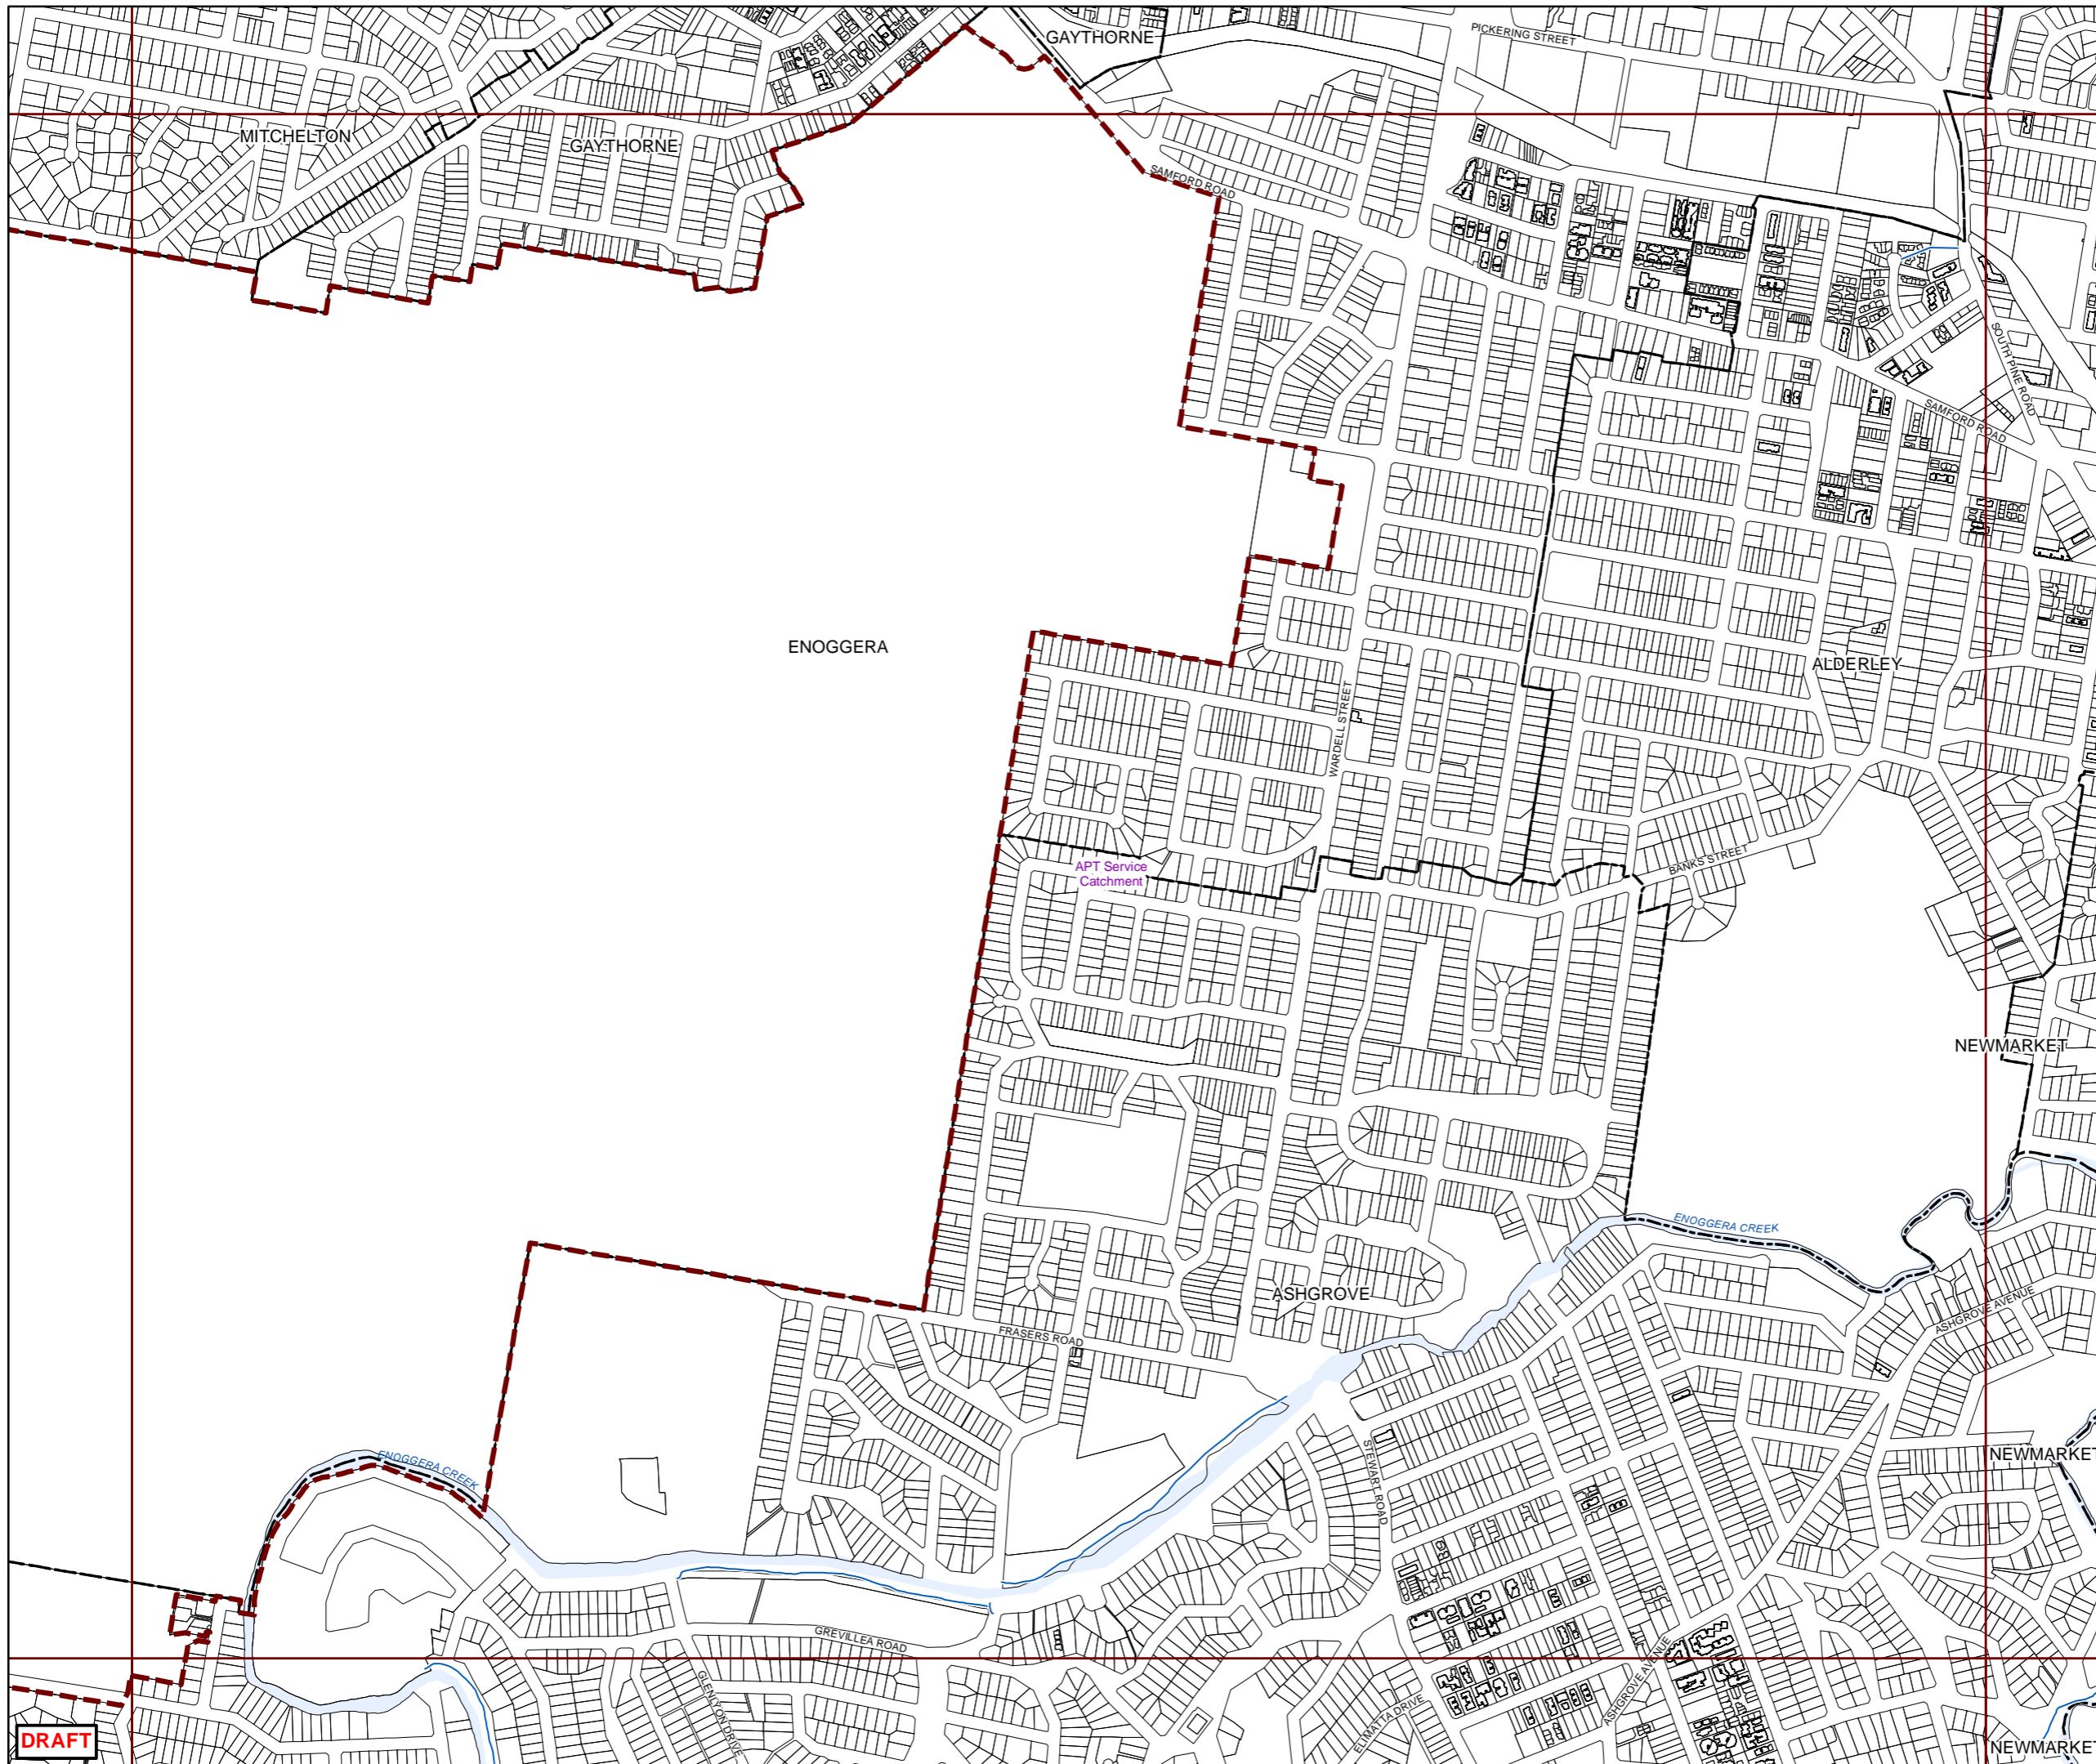 GAYTHORNE
PICKERING STREET
MITCHELTON
GAYTHORNE
SAMFORD ROAD
SOUTH PINE ROAD
SAMFORD ROAD
ENOGGERA
ALDERLEY
WARDELL STREET
BANKS STREET
APT Service
Catchment
NEWMARKET
ENOGGERA CREEK
ASHGROVE
ASHGROVE AVENUE
FRASERS ROAD
ENOGGERA CREEK
STEWART ROAD
NEWMARKET
GREVILLEA ROAD
GLENLYON DRIVE
ASHGROVE AVENUE
ELIMATTA DRIVE
DRAFT
NEWMARKE